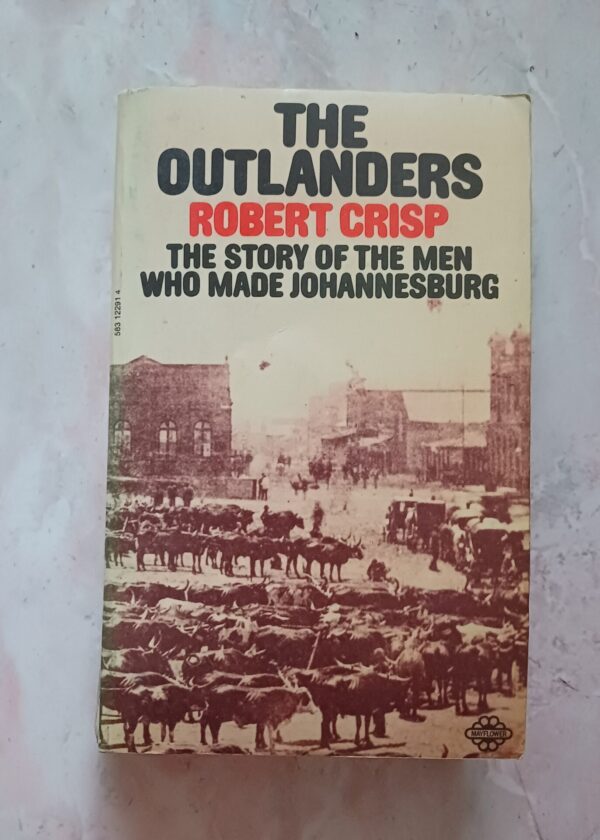 THE
OUTLANDERS
ROBERT CRISP
THE STORY OF THE MEN
WHO MADE JOHANNESBURG
583 12291 4
MAYFLOWER